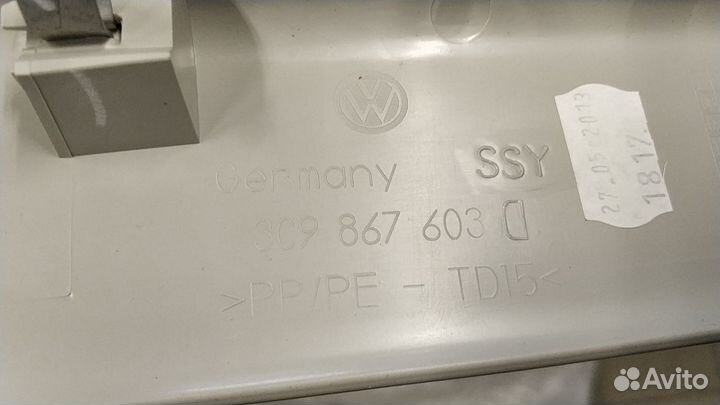 Germany SSY
3C9 867 603 D
>PP/PE - TD15<
27.05.2013
1817.
Avito